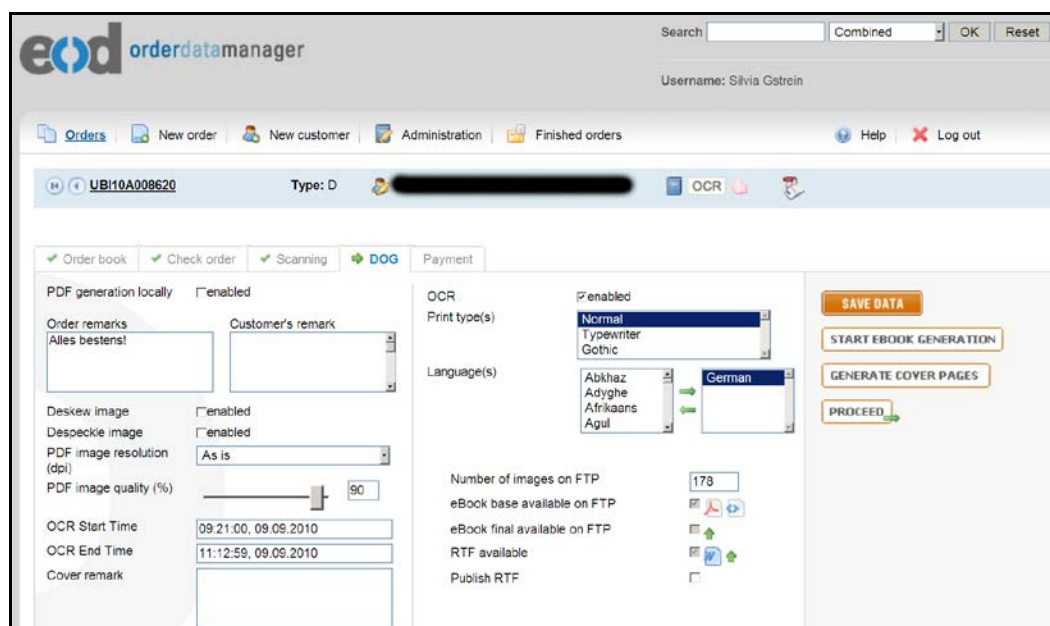 eod orderdatamanager
Search Combined OK Reset
Username: Silvia Gstrein
Orders New order New customer Administration Finished orders Help Log out
UBI10A008620 Type: D OCR
Order book Check order Scanning DOG Payment
PDF generation locally enabled
Order remarks Customer's remark
Alles bestens!
Deskew image enabled
Despeckle image enabled
PDF image resolution (dpi) As is
PDF image quality (%) 90
OCR Start Time 09:21:00, 09.09.2010
OCR End Time 11:12:59, 09.09.2010
Cover remark
OCR enabled
Print type(s) Normal
Typewriter
Gothic
Language(s) Abkhaz German
Adyghe
Afrikaans
Agul
Number of images on FTP 178
eBook base available on FTP
eBook final available on FTP
RTF available
Publish RTF
SAVE DATA
START EBOOK GENERATION
GENERATE COVER PAGES
PROCEED